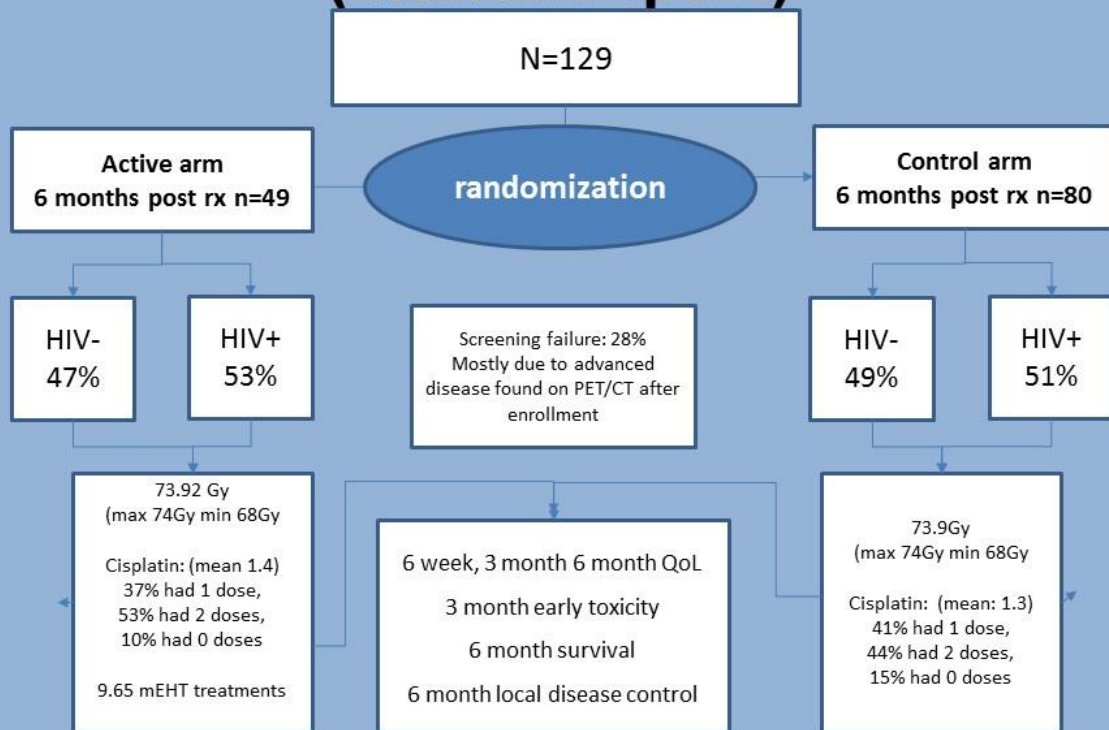 N=129
randomization
Active arm
6 months post rx n=49
Control arm
6 months post rx n=80
HIV-
47%
HIV+
53%
Screening failure: 28%
Mostly due to advanced
disease found on PET/CT after
enrollment
HIV-
49%
HIV+
51%
73.92 Gy
(max 74Gy min 68Gy
Cisplatin: (mean 1.4)
37% had 1 dose,
53% had 2 doses,
10% had 0 doses
9.65 mEHT treatments
6 week, 3 month 6 month QoL
3 month early toxicity
6 month survival
6 month local disease control
73.9Gy
(max 74Gy min 68Gy
Cisplatin: (mean: 1.3)
41% had 1 dose,
44% had 2 doses,
15% had 0 doses